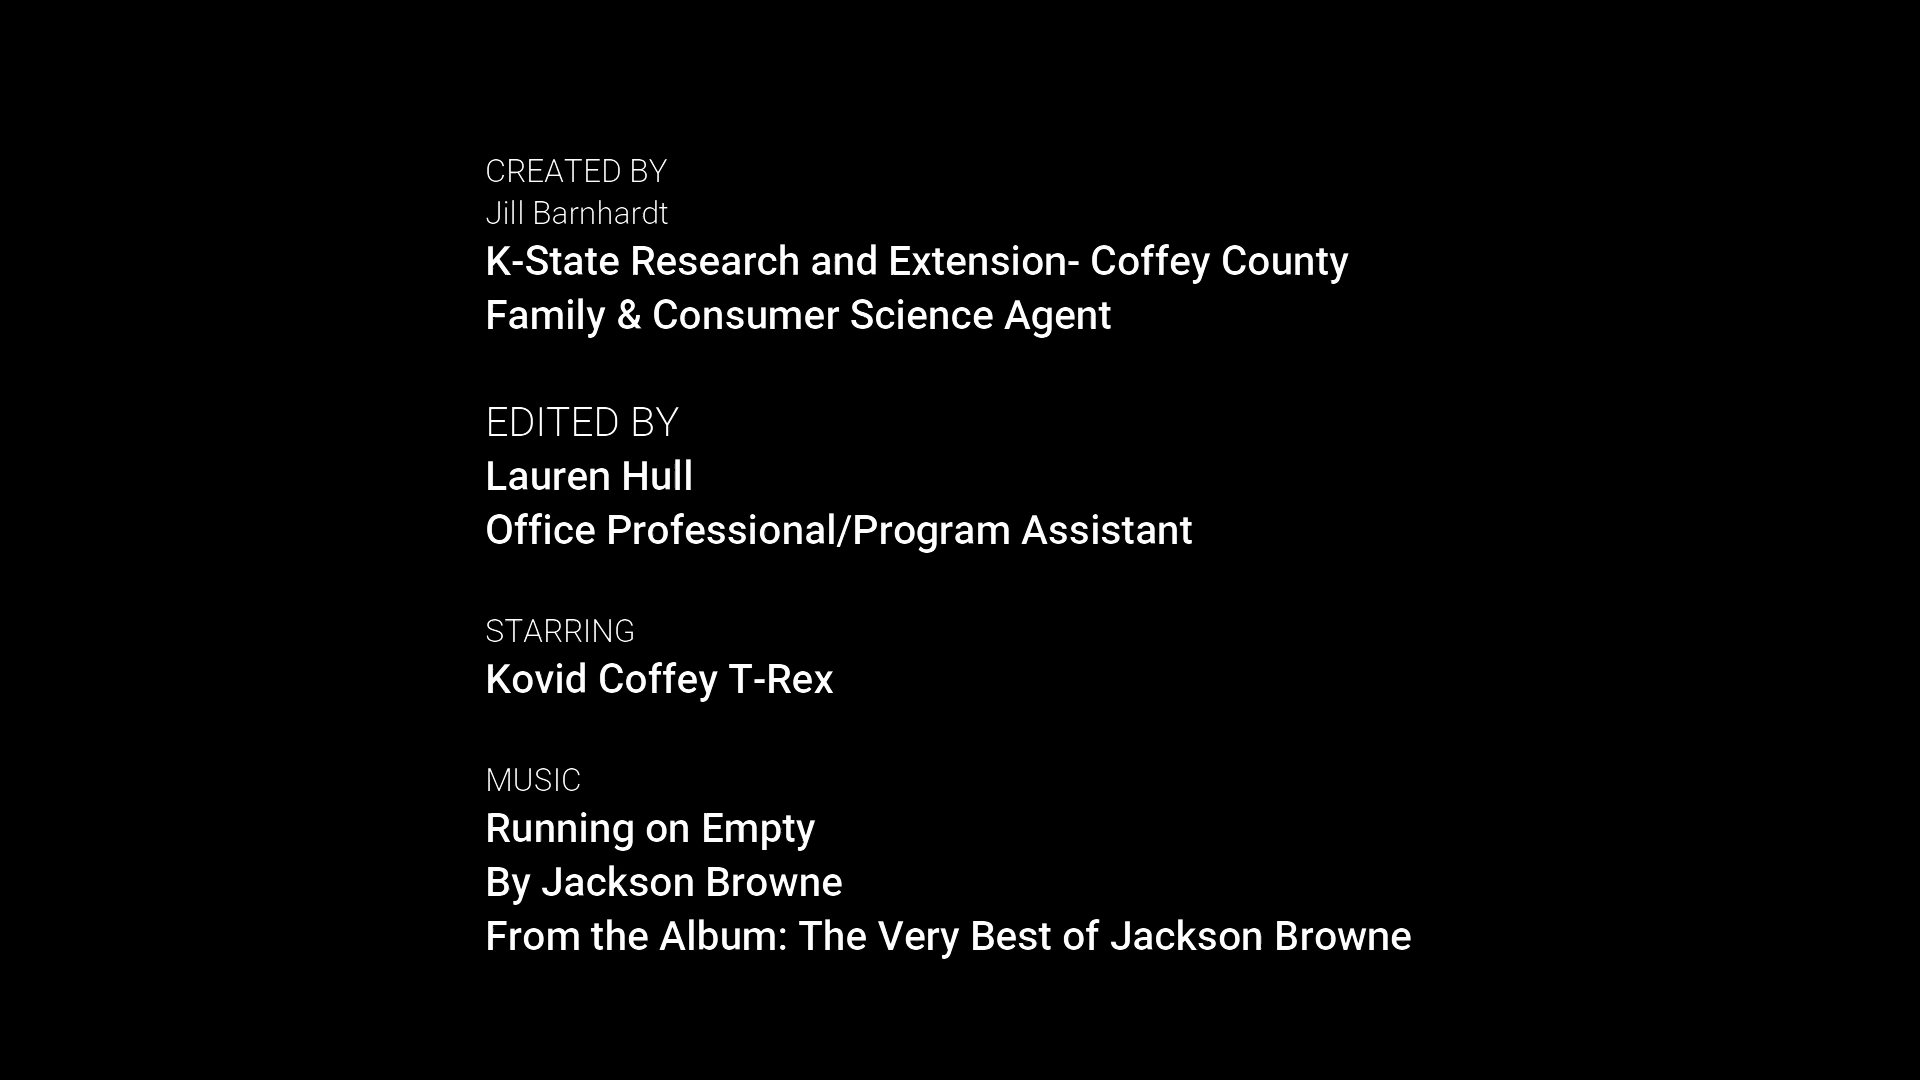 CREATED BY
Jill Barnhardt
K-State Research and Extension- Coffey County
Family & Consumer Science Agent
EDITED BY
Lauren Hull
Office Professional/Program Assistant
STARRING
Kovid Coffey T-Rex
MUSIC
Running on Empty
By Jackson Browne
From the Album: The Very Best of Jackson Browne